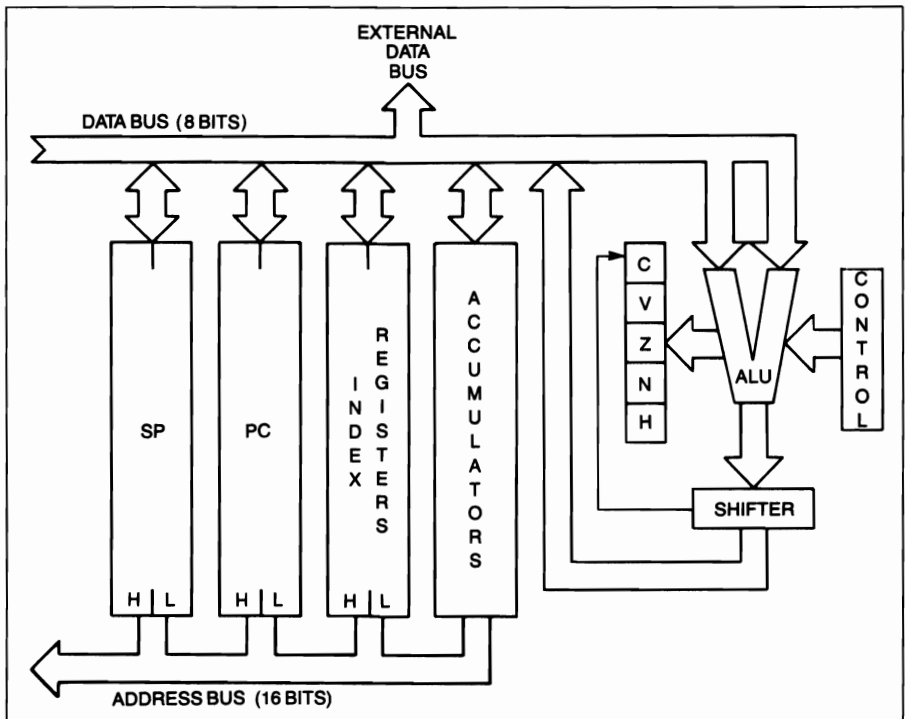 EXTERNAL
DATA
BUS
DATA BUS (8 BITS)
SP
H L
PC
H L
INDEX
REGISTERS
H L
ACCUMULATORS
C
V
Z
N
H
ALU
CONTROL
SHIFTER
ADDRESS BUS (16 BITS)